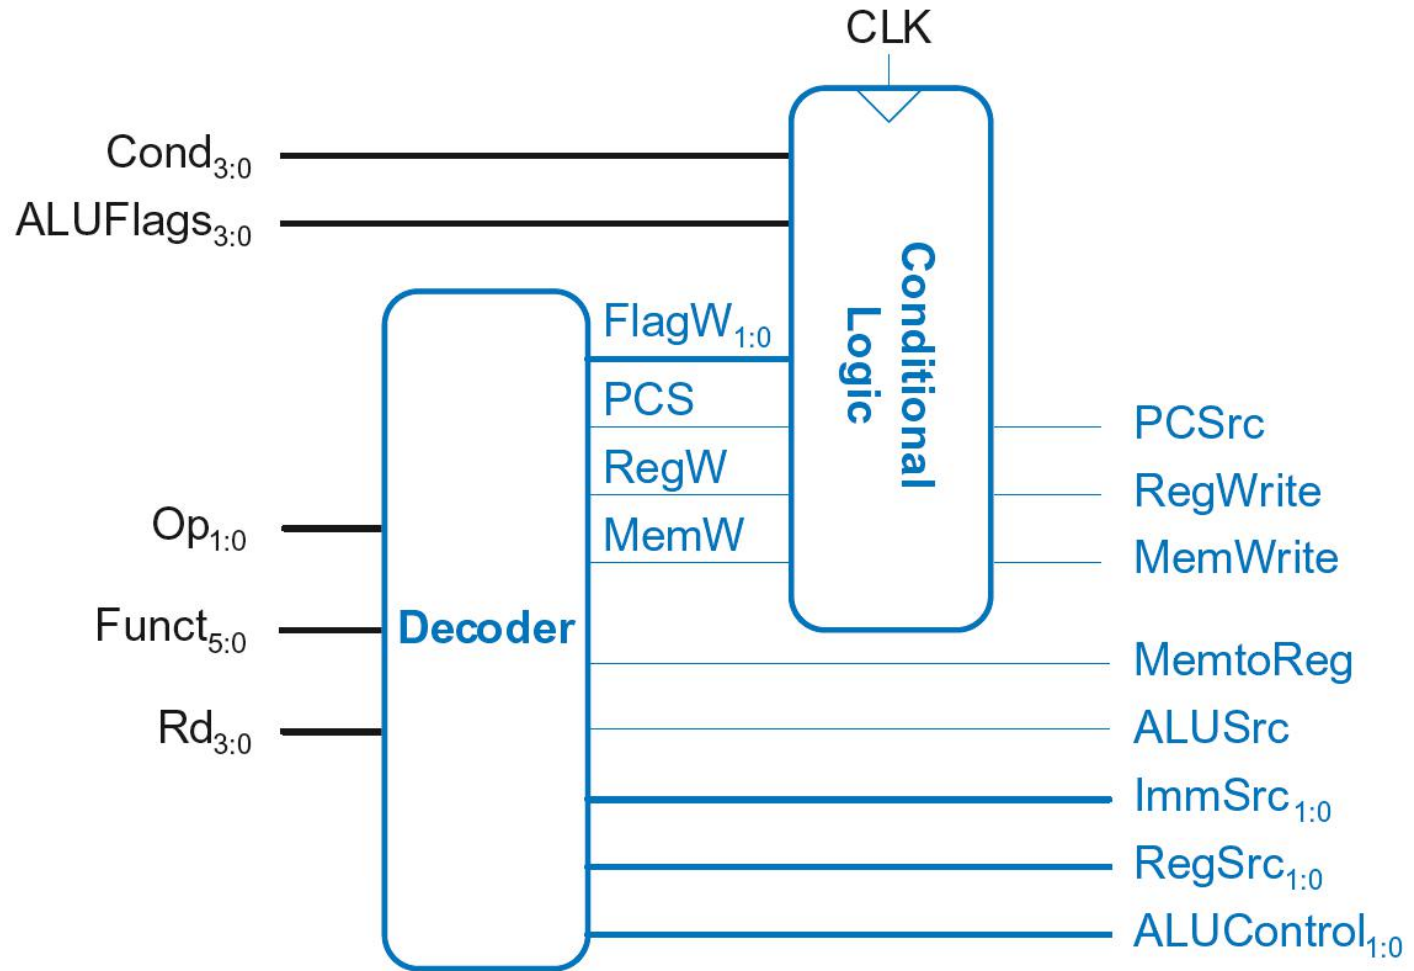 CLK
Cond3:0
ALUFlags3:0
Conditional
Logic
FlagW1:0
PCS
RegW
MemW
PCSrc
RegWrite
MemWrite
Op1:0
Funct5:0
Rd3:0
Decoder
MemtoReg
ALUSrc
ImmSrc1:0
RegSrc1:0
ALUControl1:0